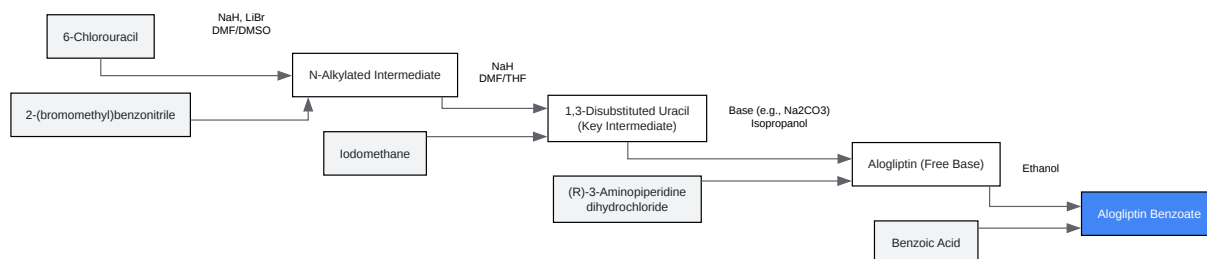 6-Chlorouracil
NaH, LiBr
DMF/DMSO
2-(bromomethyl)benzonitrile
N-Alkylated Intermediate
NaH
DMF/THF
Iodomethane
1,3-Disubstituted Uracil
(Key Intermediate)
Base (e.g., Na2CO3)
Isopropanol
(R)-3-Aminopiperidine
dihydrochloride
Alogliptin (Free Base)
Ethanol
Benzoic Acid
Alogliptin Benzoate